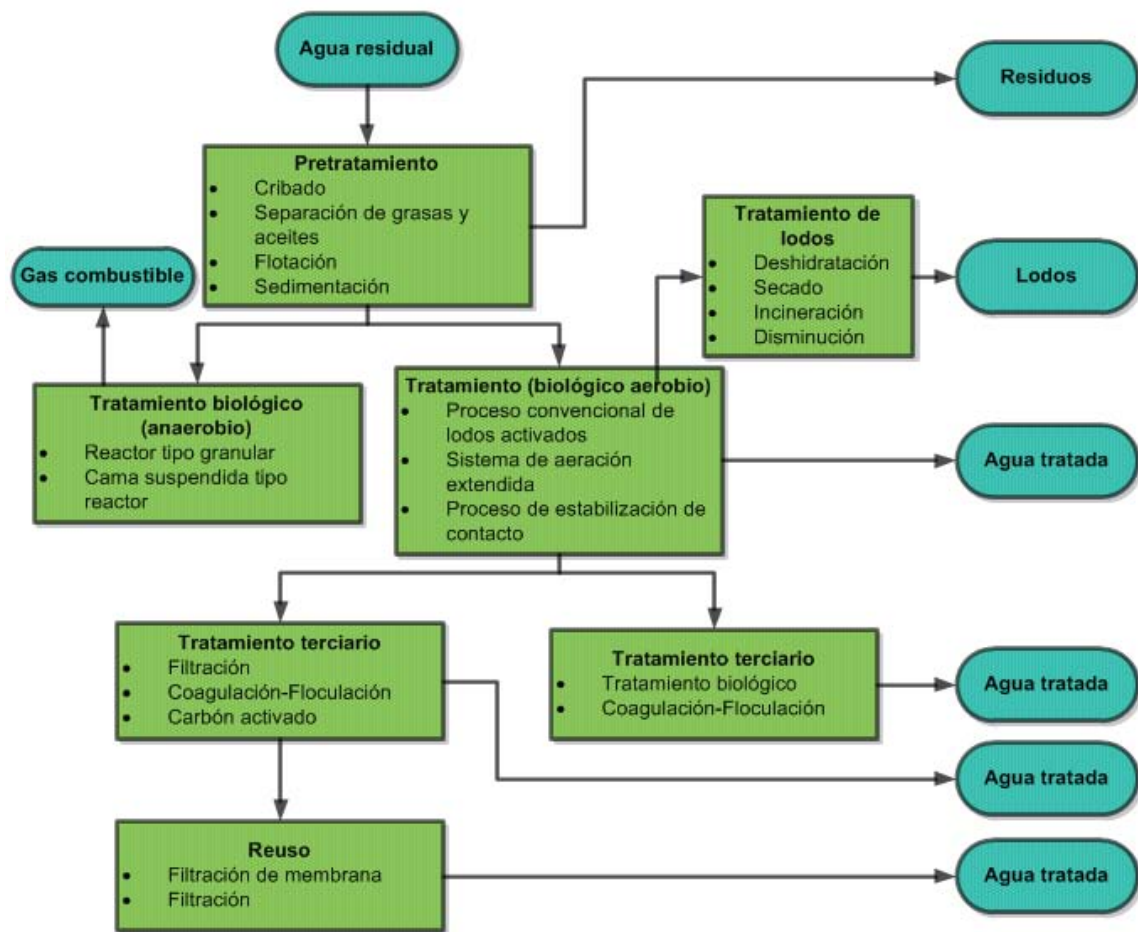 Agua residual
Residuos
Pretratamiento
• Cribado
• Separación de grasas y
aceites
• Flotación
• Sedimentación
Tratamiento de
lodos
• Deshidratación
• Secado
• Incineración
• Disminución
Lodos
Gas combustible
Tratamiento biológico
(anaerobio)
• Reactor tipo granular
• Cama suspendida tipo
reactor
Tratamiento (biológico aerobio)
• Proceso convencional de
lodos activados
• Sistema de aeración
extendida
• Proceso de estabilización de
contacto
Agua tratada
Tratamiento terciario
• Filtración
• Coagulación-Floculación
• Carbón activado
Tratamiento terciario
• Tratamiento biológico
• Coagulación-Floculación
Agua tratada
Agua tratada
Reuso
• Filtración de membrana
• Filtración
Agua tratada